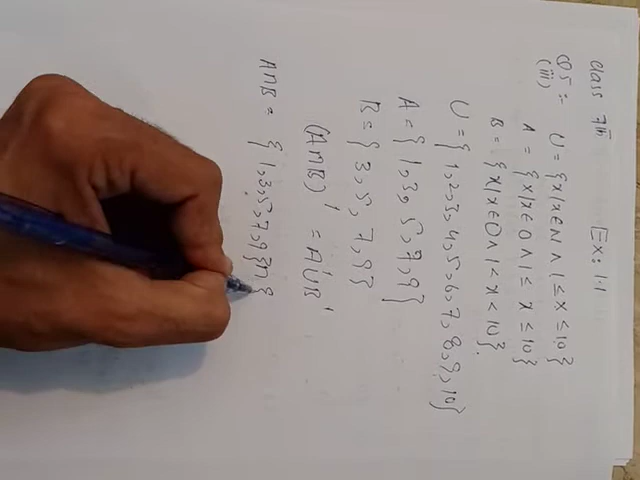 class 7th Ex: 1.1
Q5:- U = {x|x∈N ∧ 1 ≤ x ≤ 10}
(iii) A = {x|x∈O ∧ 1 ≤ x ≤ 10}
B = {x|x∈O ∧ 1 < x < 10}.
U = {1,2,3,4,5,6,7,8,9,10}
A = {1,3,5,7,9}
B = {3,5,7,9}
(A∩B)' = A'∪B'
A∩B = {1,3,5,7,9}∩{